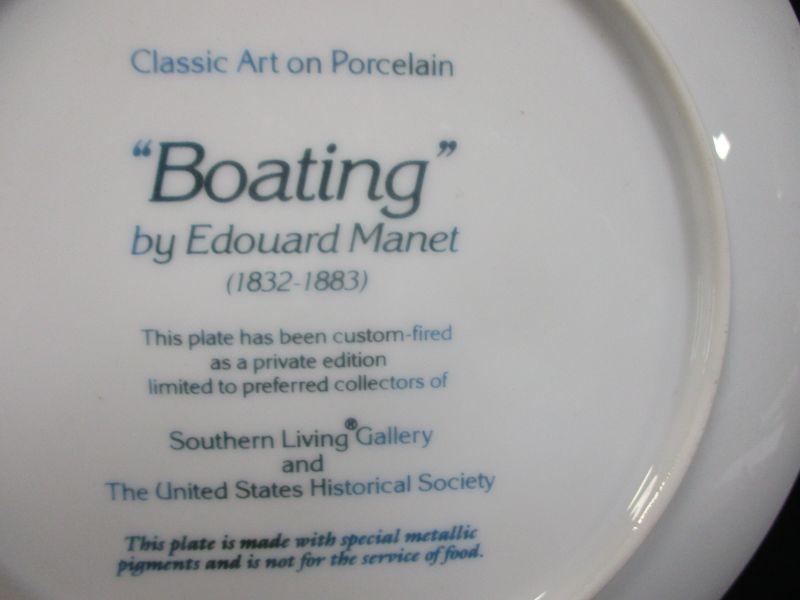 Classic Art on Porcelain
“Boating”
by Edouard Manet
(1832-1883)
This plate has been custom-fired
as a private edition
limited to preferred collectors of
Southern Living® Gallery
and
The United States Historical Society
This plate is made with special metallic
pigments and is not for the service of food.